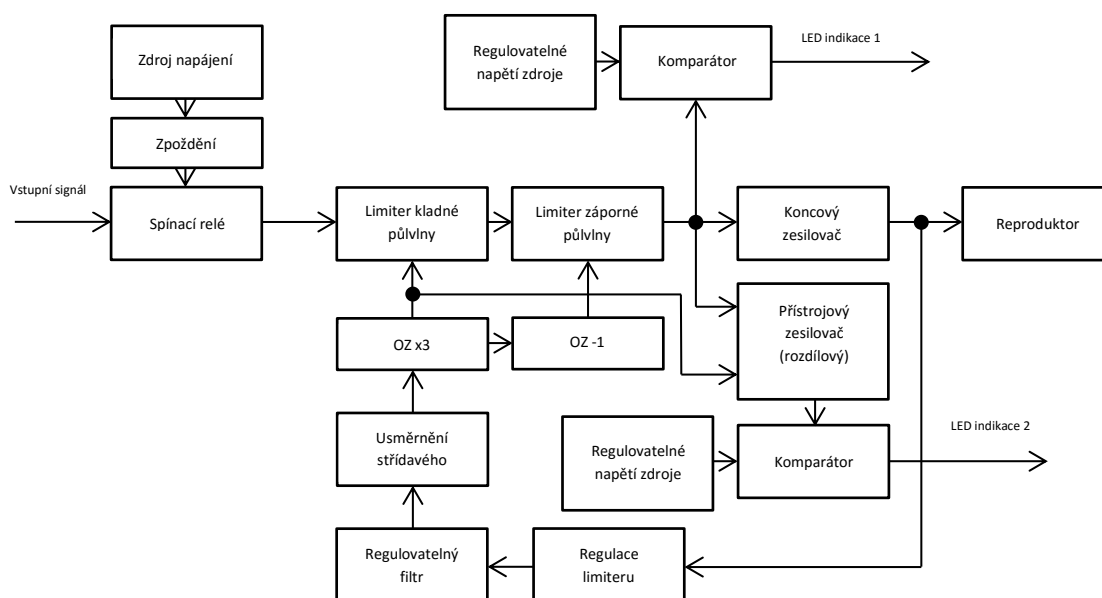 Zdroj napájení
Zpoždění
Vstupní signál
Spínací relé
Regulovatelné
napětí zdroje
Komparátor
LED indikace 1
Limiter kladné
půlvlny
Limiter záporné
půlvlny
Koncový
zesilovač
Reproduktor
OZ x3
OZ -1
Přístrojový
zesilovač
(rozdílový)
Usměrnění
střídavého
Regulovatelné
napětí zdroje
Komparátor
LED indikace 2
Regulovatelný
filtr
Regulace
limiteru